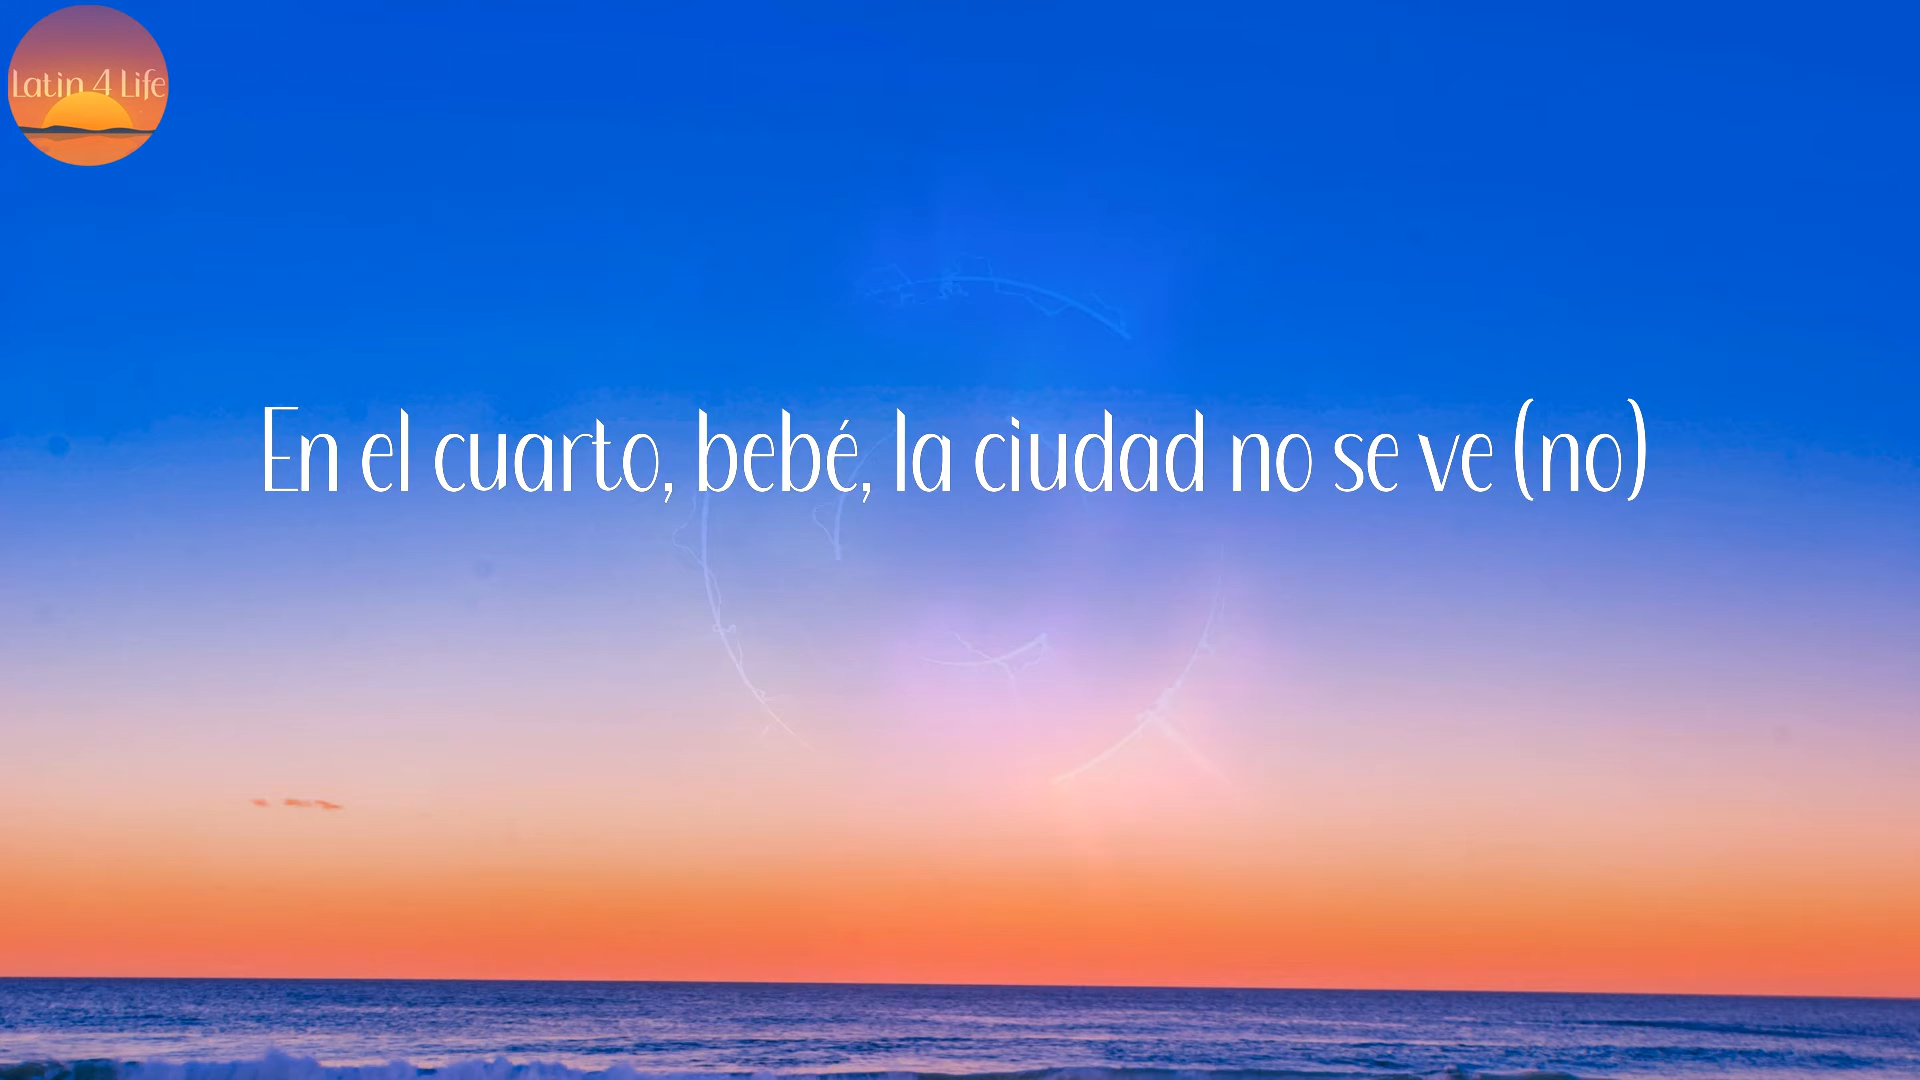 Latin 4 Life
En el cuarto, bebé, la ciudad no se ve (no)